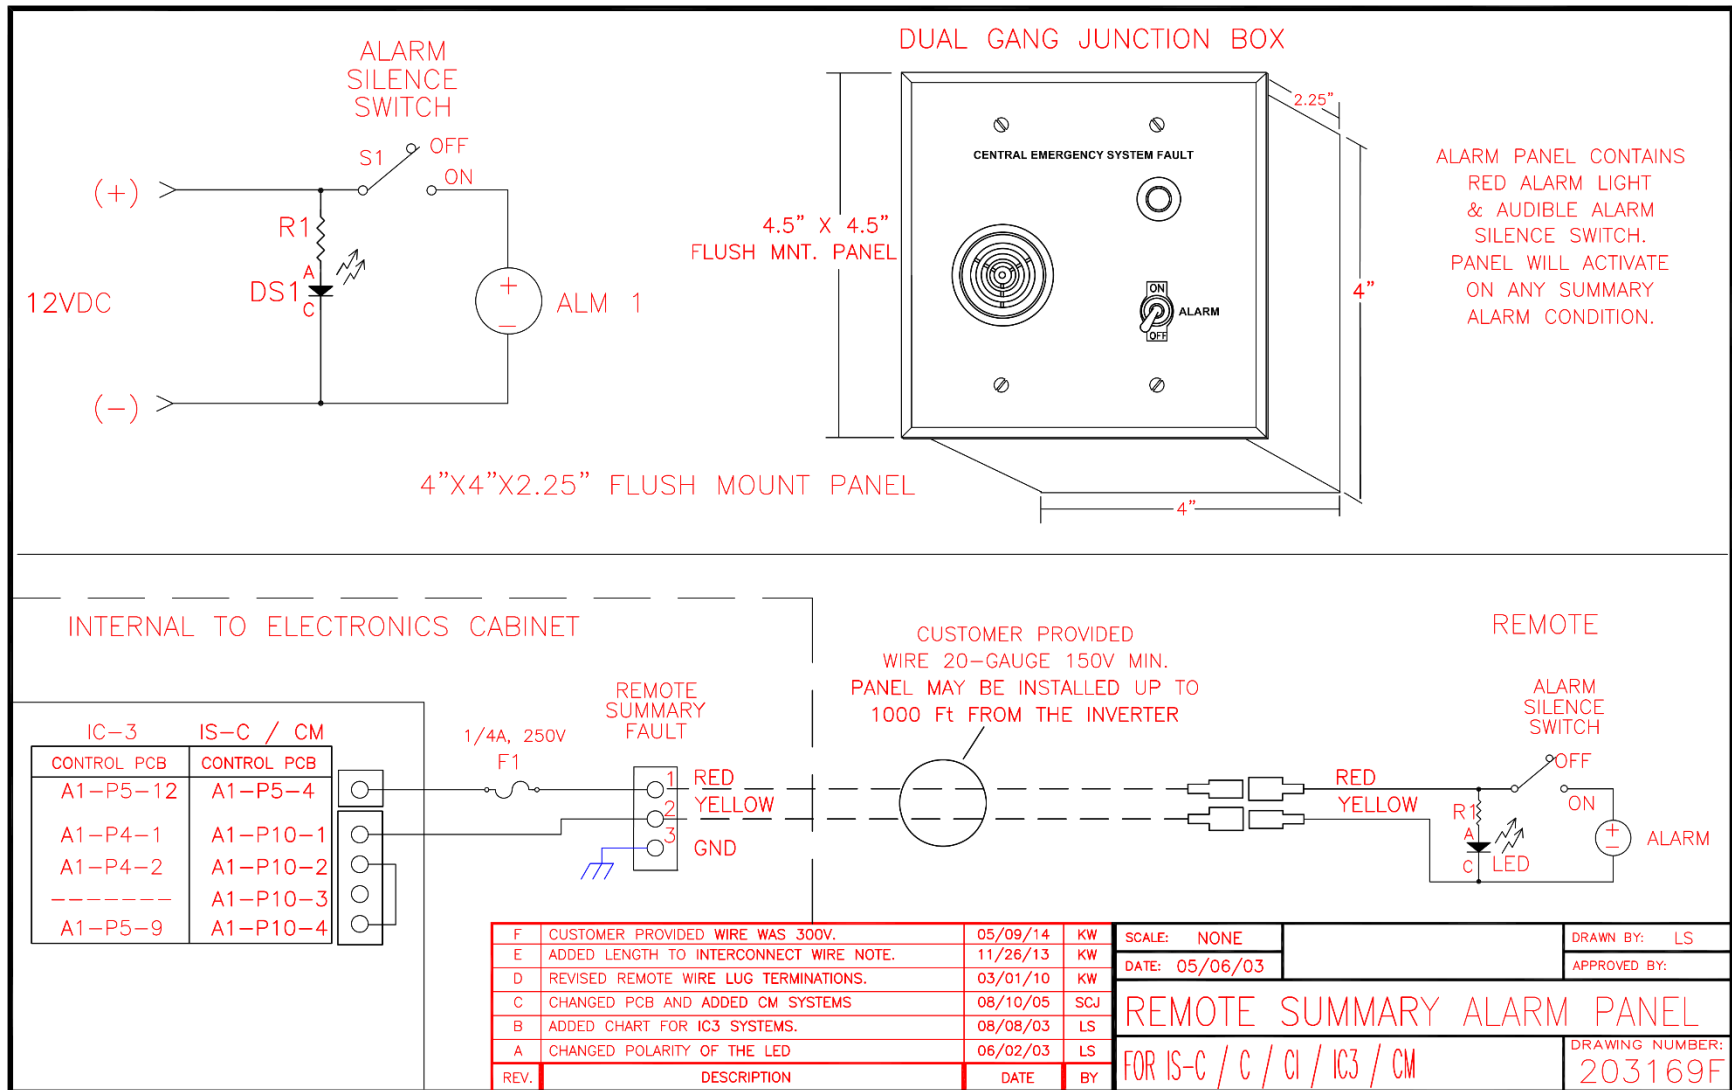 ALARM
SILENCE
SWITCH
S1
OFF
ON
(+)
R1
A
DS1
C
12VDC
+
−
ALM 1
(−)
DUAL GANG JUNCTION BOX
2.25”
CENTRAL EMERGENCY SYSTEM FAULT
4.5” X 4.5”
FLUSH MNT. PANEL
ON
ALARM
OFF
4”
4”
4”X4”X2.25” FLUSH MOUNT PANEL
ALARM PANEL CONTAINS
RED ALARM LIGHT
& AUDIBLE ALARM
SILENCE SWITCH.
PANEL WILL ACTIVATE
ON ANY SUMMARY
ALARM CONDITION.
INTERNAL TO ELECTRONICS CABINET
IC−3 IS−C / CM
CONTROL PCB CONTROL PCB
A1−P5−12 A1−P5−4
A1−P4−1 A1−P10−1
A1−P4−2 A1−P10−2
−−−−−−− A1−P10−3
A1−P5−9 A1−P10−4
1/4A, 250V
F1
REMOTE
SUMMARY
FAULT
1 RED
2 YELLOW
3 GND
CUSTOMER PROVIDED
WIRE 20−GAUGE 150V MIN.
PANEL MAY BE INSTALLED UP TO
1000 Ft FROM THE INVERTER
REMOTE
ALARM
SILENCE
SWITCH
OFF
RED
YELLOW
ON
R1
A
C
LED
+
−
ALARM
F CUSTOMER PROVIDED WIRE WAS 300V. 05/09/14 KW
E ADDED LENGTH TO INTERCONNECT WIRE NOTE. 11/26/13 KW
D REVISED REMOTE WIRE LUG TERMINATIONS. 03/01/10 KW
C CHANGED PCB AND ADDED CM SYSTEMS 08/10/05 SCJ
B ADDED CHART FOR IC3 SYSTEMS. 08/08/03 LS
A CHANGED POLARITY OF THE LED 06/02/03 LS
REV. DESCRIPTION DATE BY
SCALE: NONE
DATE: 05/06/03
DRAWN BY: LS
APPROVED BY:
REMOTE SUMMARY ALARM PANEL
FOR IS−C / C / CI / IC3 / CM
DRAWING NUMBER:
203169F